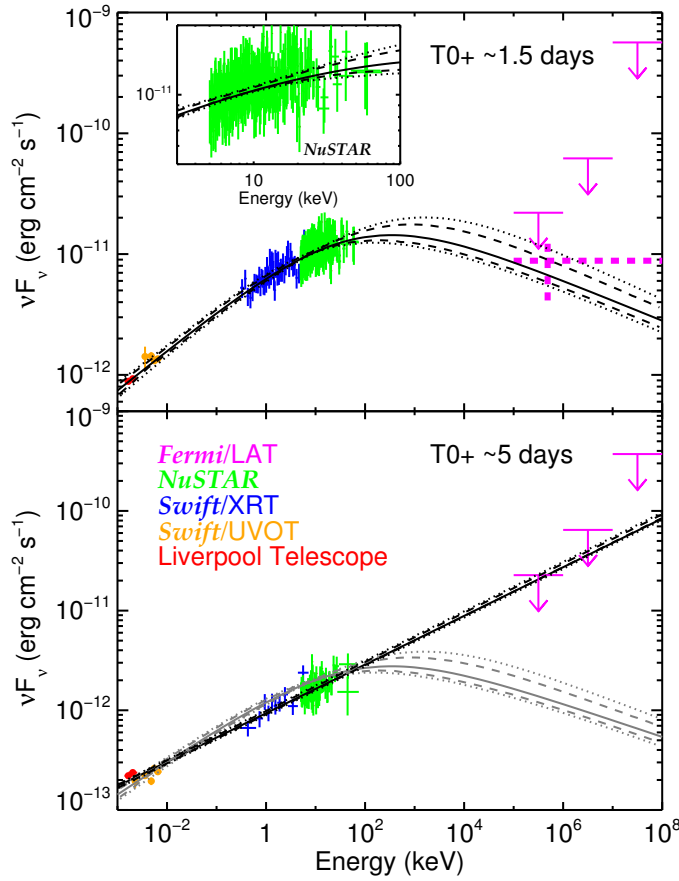 10⁻⁹
T0+ ~1.5 days
10⁻¹¹
NuSTAR
10
100
Energy (keV)
10⁻¹⁰
10⁻¹¹
10⁻¹²
νFν (erg cm⁻² s⁻¹)
10⁻⁹
Fermi/LAT
T0+ ~5 days
NuSTAR
Swift/XRT
Swift/UVOT
Liverpool Telescope
10⁻¹⁰
10⁻¹¹
10⁻¹²
10⁻¹³
νFν (erg cm⁻² s⁻¹)
10⁻²
1
10²
10⁴
10⁶
10⁸
Energy (keV)